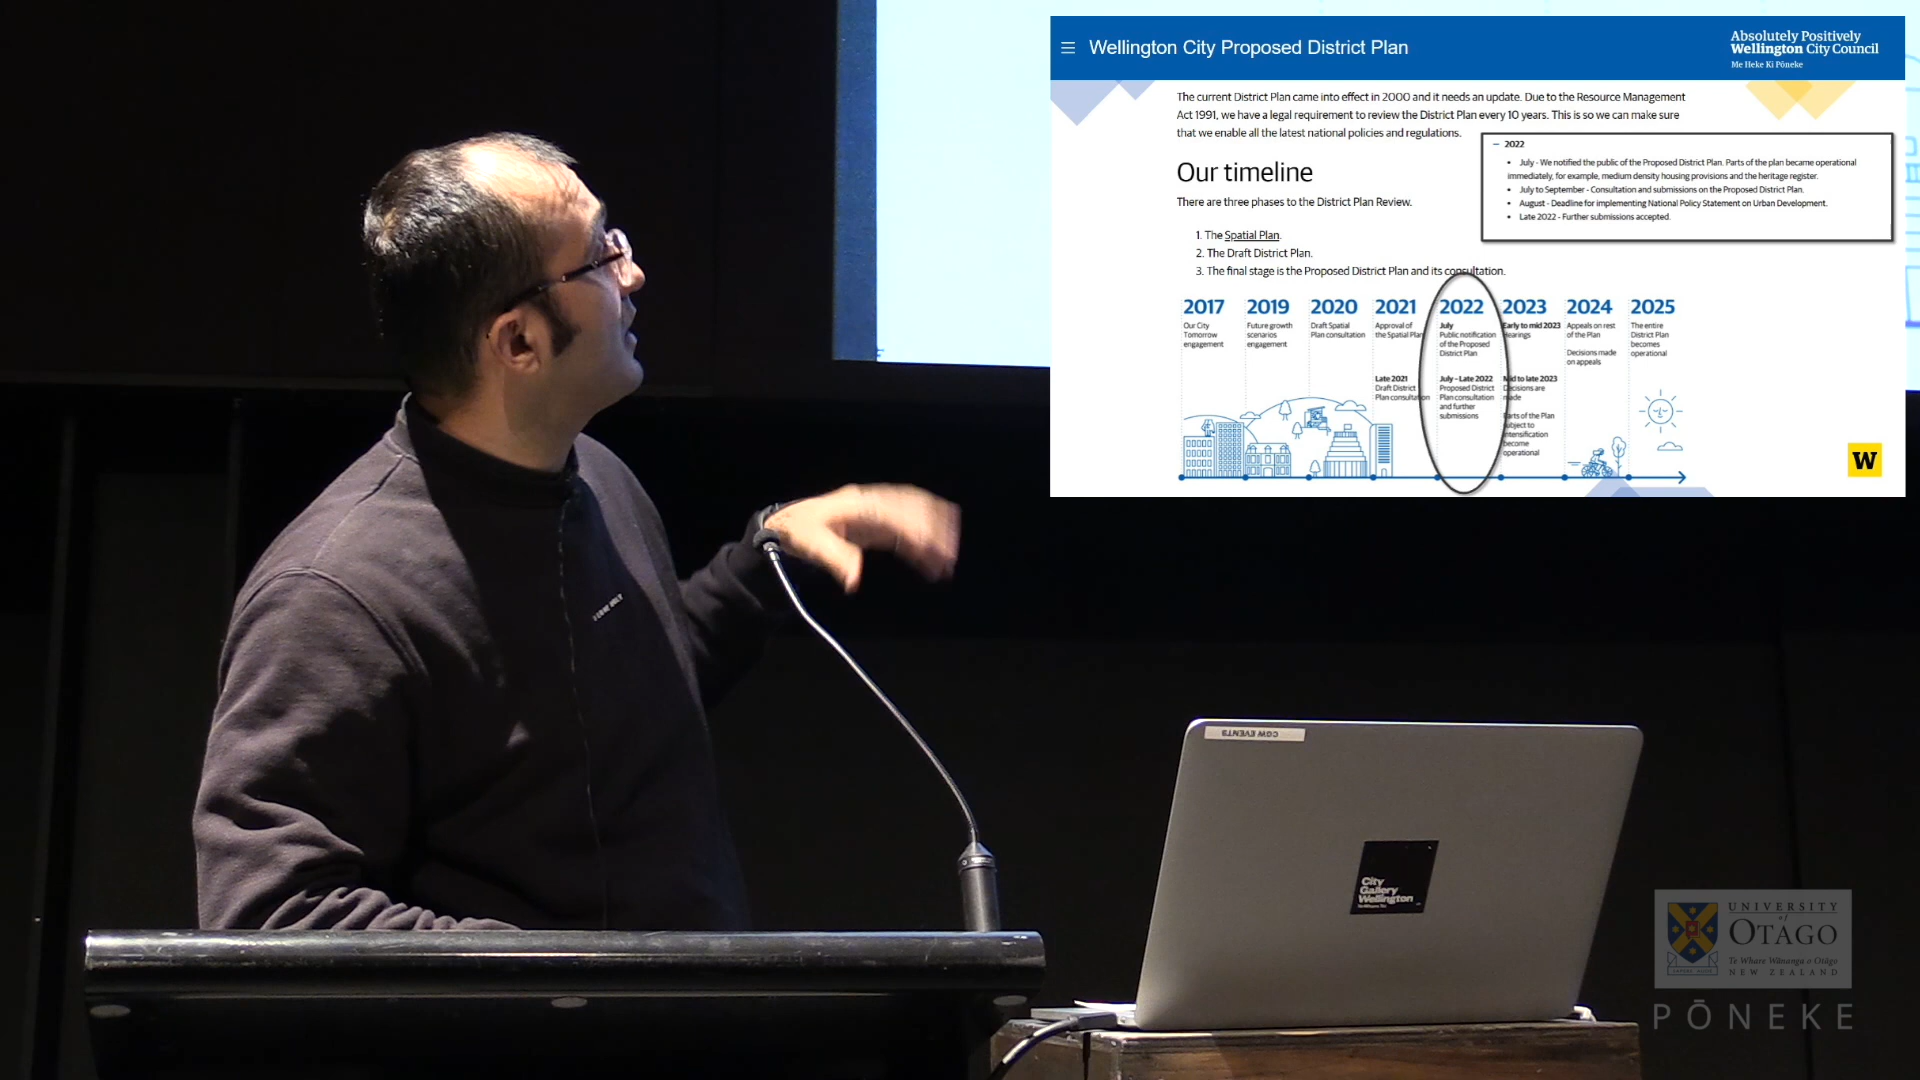 Wellington City Proposed District Plan
Absolutely Positively
Wellington City Council
Me Heke Ki Pōneke
The current District Plan came into effect in 2000 and it needs an update. Due to the Resource Management
Act 1991, we have a legal requirement to review the District Plan every 10 years. This is so we can make sure
that we enable all the latest national policies and regulations.
– 2022
• July - We notified the public of the Proposed District Plan. Parts of the plan became operational
immediately, for example, medium density housing provisions and the heritage register.
• July to September - Consultation and submissions on the Proposed District Plan.
• August - Deadline for implementing National Policy Statement on Urban Development.
• Late 2022 - Further submissions accepted.
Our timeline
There are three phases to the District Plan Review.
1. The Spatial Plan.
2. The Draft District Plan.
3. The final stage is the Proposed District Plan and its consultation.
2017
Our City
Tomorrow
engagement
2019
Future growth
scenarios
engagement
2020
Draft Spatial
Plan consultation
2021
Approval of
the Spatial Plan
Late 2021
Draft District
Plan consultation
2022
July
Public notification
of the Proposed
District Plan
July – Late 2022
Proposed District
Plan consultation
and further
submissions
2023
Early to mid 2023
Hearings
Mid to late 2023
Decisions are
made
Parts of the Plan
subject to
intensification
become
operational
2024
Appeals on rest
of the Plan
Decisions made
on appeals
2025
The entire
District Plan
becomes
operational
W
CGW EVENTS
City
Gallery
Wellington
UNIVERSITY
of
OTAGO
Te Whare Wānanga o Otāgo
NEW ZEALAND
PŌNEKE